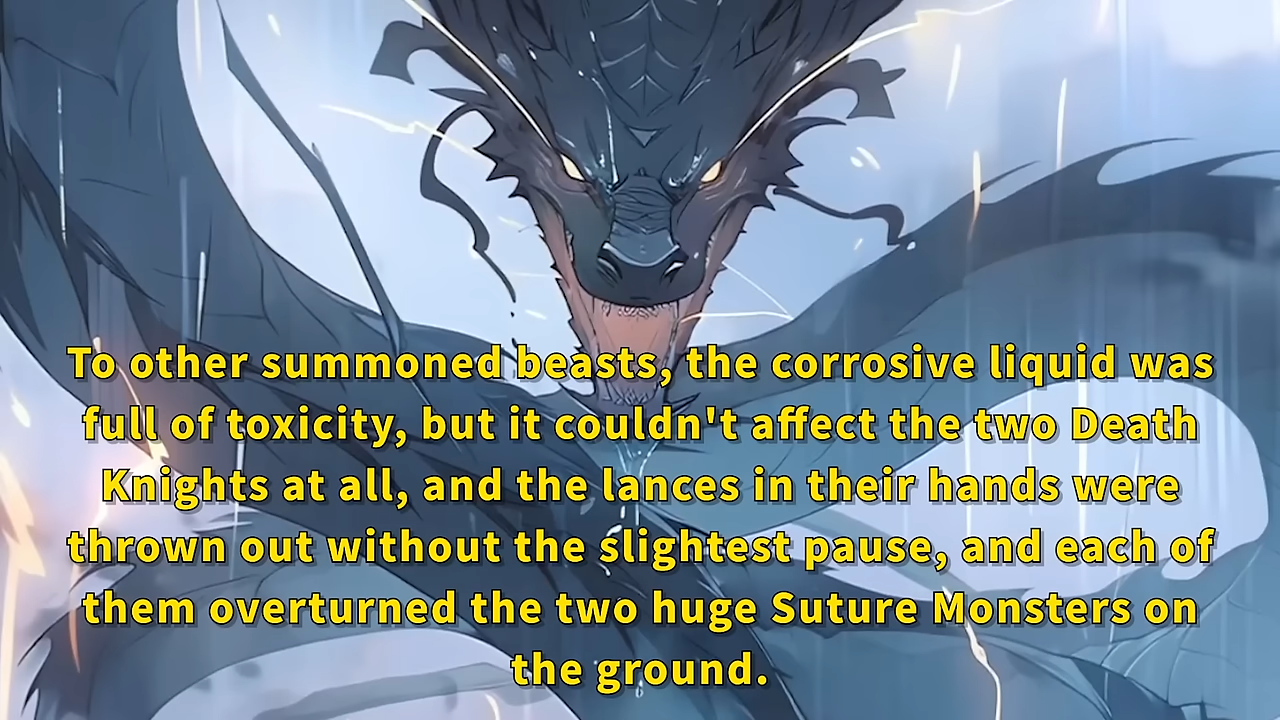 To other summoned beasts, the corrosive liquid was
full of toxicity, but it couldn't affect the two Death
Knights at all, and the lances in their hands were
thrown out without the slightest pause, and each of
them overturned the two huge Suture Monsters on
the ground.